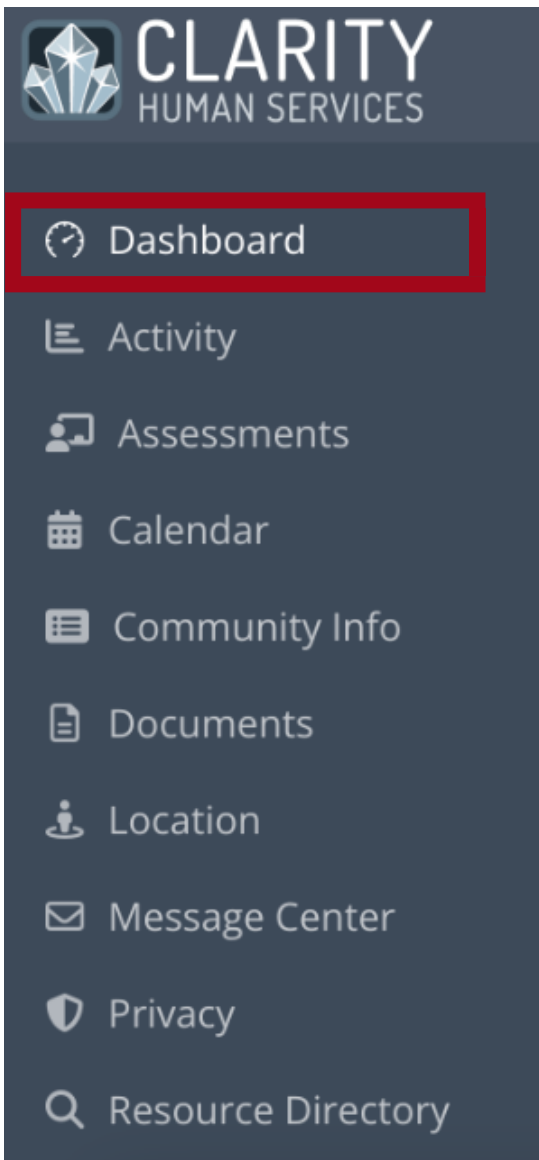 CLARITY
HUMAN SERVICES
Dashboard
Activity
Assessments
Calendar
Community Info
Documents
Location
Message Center
Privacy
Resource Directory